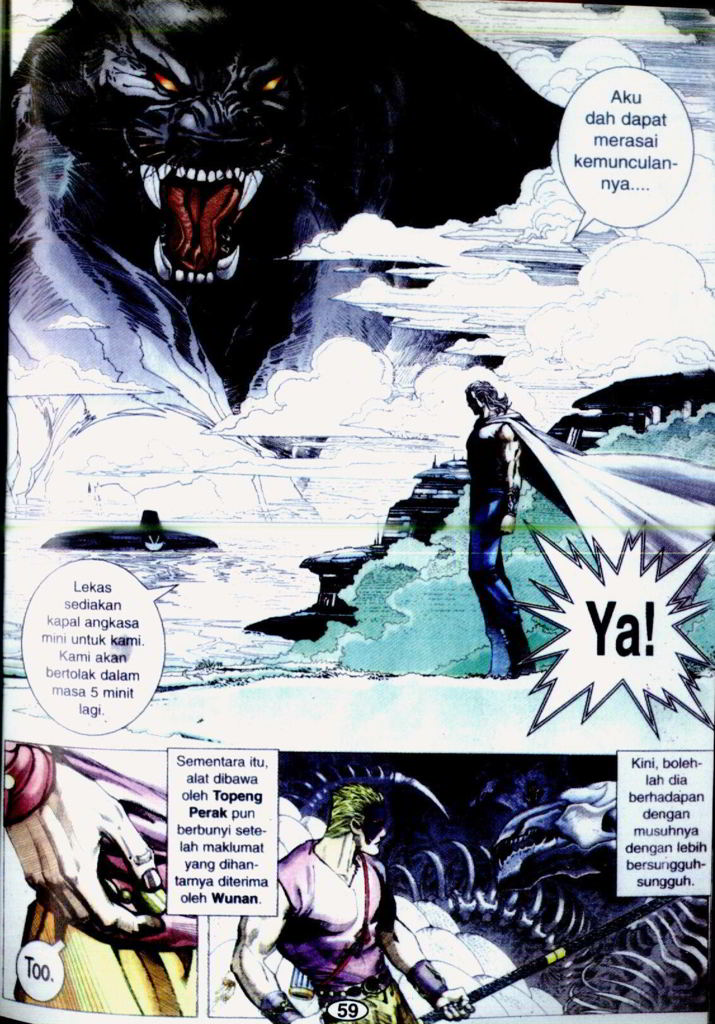 Aku
dah dapat
merasai
kemunculan-
nya....
Lekas
sediakan
kapal angkasa
mini untuk kami.
Kami akan
bertolak dalam
masa 5 minit
lagi.
Ya!
Sementara itu,
alat dibawa
oleh Topeng
Perak pun
berbunyi sete-
lah maklumat
yang dihan-
tarnya diterima
oleh Wunan.
Too.
Kini, boleh-
lah dia
berhadapan
dengan
musuhnya
dengan lebih
bersungguh-
sungguh.
59